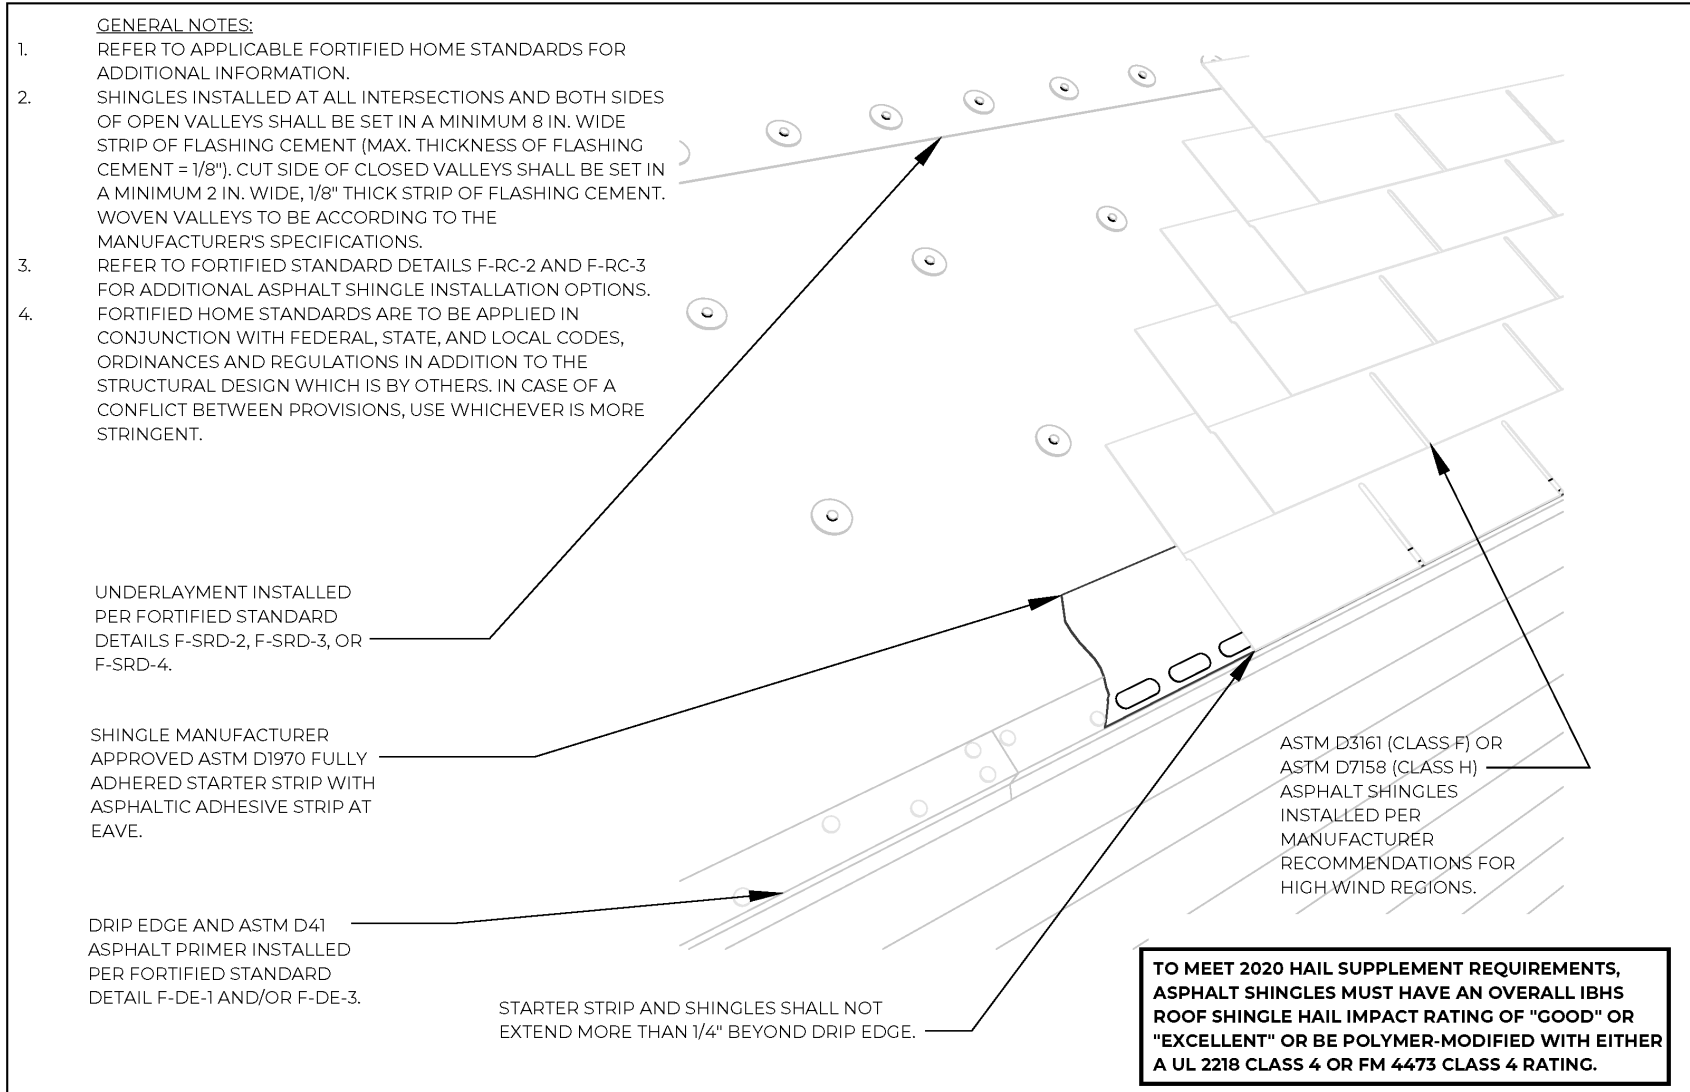 GENERAL NOTES:
1. REFER TO APPLICABLE FORTIFIED HOME STANDARDS FOR
ADDITIONAL INFORMATION.
2. SHINGLES INSTALLED AT ALL INTERSECTIONS AND BOTH SIDES
OF OPEN VALLEYS SHALL BE SET IN A MINIMUM 8 IN. WIDE
STRIP OF FLASHING CEMENT (MAX. THICKNESS OF FLASHING
CEMENT = 1/8"). CUT SIDE OF CLOSED VALLEYS SHALL BE SET IN
A MINIMUM 2 IN. WIDE, 1/8" THICK STRIP OF FLASHING CEMENT.
WOVEN VALLEYS TO BE ACCORDING TO THE
MANUFACTURER'S SPECIFICATIONS.
3. REFER TO FORTIFIED STANDARD DETAILS F-RC-2 AND F-RC-3
FOR ADDITIONAL ASPHALT SHINGLE INSTALLATION OPTIONS.
4. FORTIFIED HOME STANDARDS ARE TO BE APPLIED IN
CONJUNCTION WITH FEDERAL, STATE, AND LOCAL CODES,
ORDINANCES AND REGULATIONS IN ADDITION TO THE
STRUCTURAL DESIGN WHICH IS BY OTHERS. IN CASE OF A
CONFLICT BETWEEN PROVISIONS, USE WHICHEVER IS MORE
STRINGENT.
UNDERLAYMENT INSTALLED
PER FORTIFIED STANDARD
DETAILS F-SRD-2, F-SRD-3, OR
F-SRD-4.
SHINGLE MANUFACTURER
APPROVED ASTM D1970 FULLY
ADHERED STARTER STRIP WITH
ASPHALTIC ADHESIVE STRIP AT
EAVE.
DRIP EDGE AND ASTM D41
ASPHALT PRIMER INSTALLED
PER FORTIFIED STANDARD
DETAIL F-DE-1 AND/OR F-DE-3.
STARTER STRIP AND SHINGLES SHALL NOT
EXTEND MORE THAN 1/4" BEYOND DRIP EDGE.
ASTM D3161 (CLASS F) OR
ASTM D7158 (CLASS H)
ASPHALT SHINGLES
INSTALLED PER
MANUFACTURER
RECOMMENDATIONS FOR
HIGH WIND REGIONS.
TO MEET 2020 HAIL SUPPLEMENT REQUIREMENTS,
ASPHALT SHINGLES MUST HAVE AN OVERALL IBHS
ROOF SHINGLE HAIL IMPACT RATING OF "GOOD" OR
"EXCELLENT" OR BE POLYMER-MODIFIED WITH EITHER
A UL 2218 CLASS 4 OR FM 4473 CLASS 4 RATING.